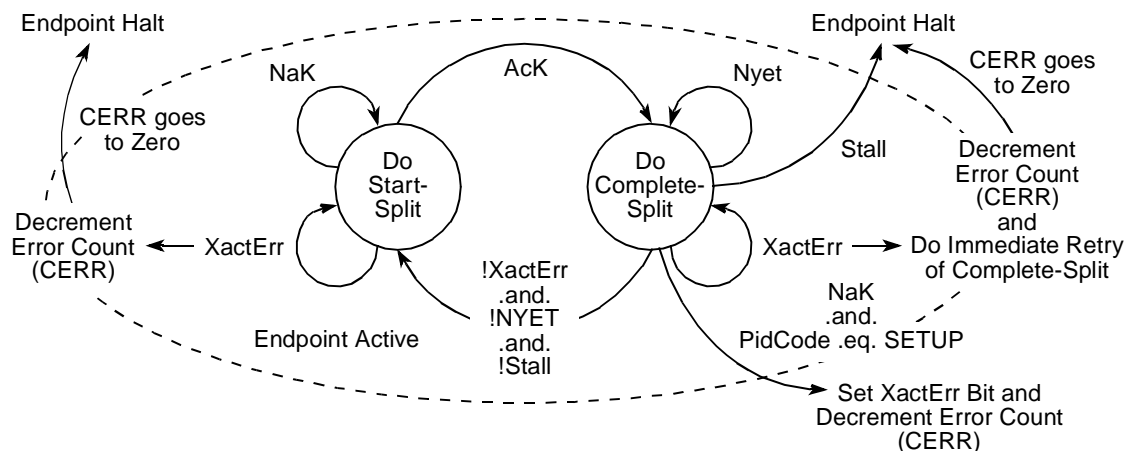 Endpoint Halt
Endpoint Halt
NaK
AcK
Nyet
CERR goes
to Zero
CERR goes
to Zero
Do
Start-
Split
Do
Complete-
Split
Stall
Decrement
Error Count
(CERR)
and
Do Immediate Retry
of Complete-Split
Decrement
Error Count
(CERR)
XactErr
XactErr
!XactErr
.and.
!NYET
.and.
!Stall
Endpoint Active
NaK
.and.
PidCode .eq. SETUP
Set XactErr Bit and
Decrement Error Count
(CERR)